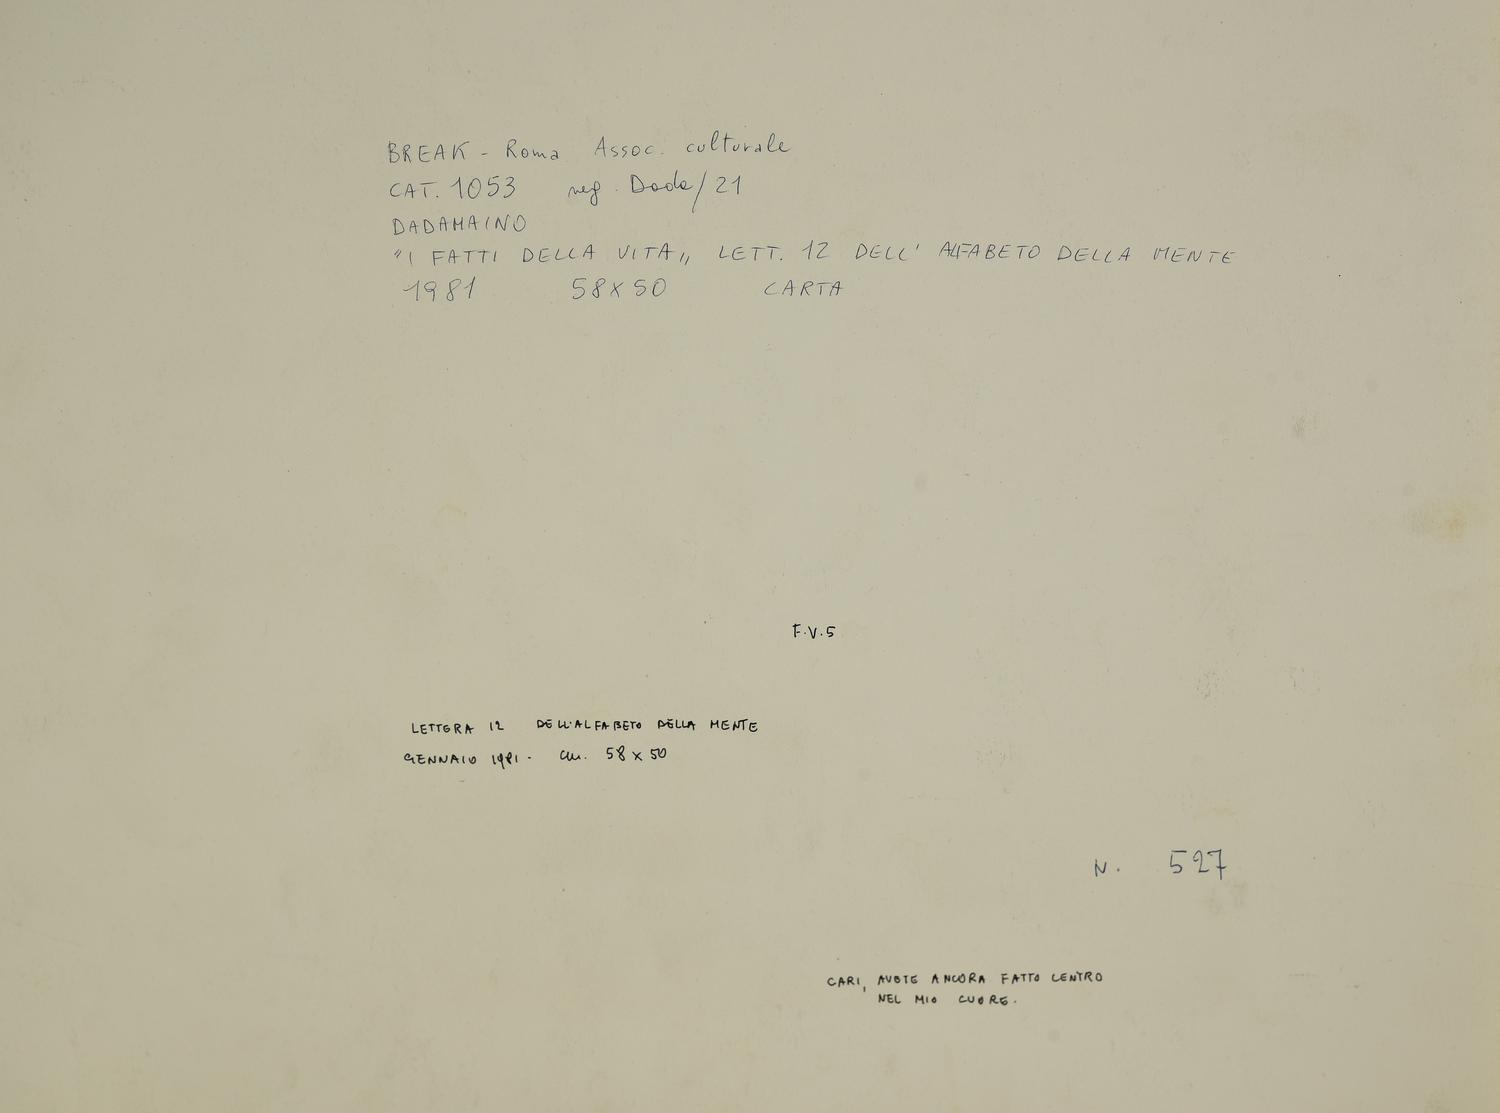 BREAK - Roma Assoc. culturale
CAT. 1053 neg. Dada/21
DADAMAINO
"I FATTI DELLA VITA„ LETT. 12 DELL' ALFABETO DELLA MENTE
1981 58X50 CARTA
F.V.5
LETTERA 12 DELL'ALFABETO DELLA MENTE
GENNAIO 1981. cm. 58 x 50
N. 527
CARI, AVETE ANCORA FATTO CENTRO
NEL MIO CUORE.